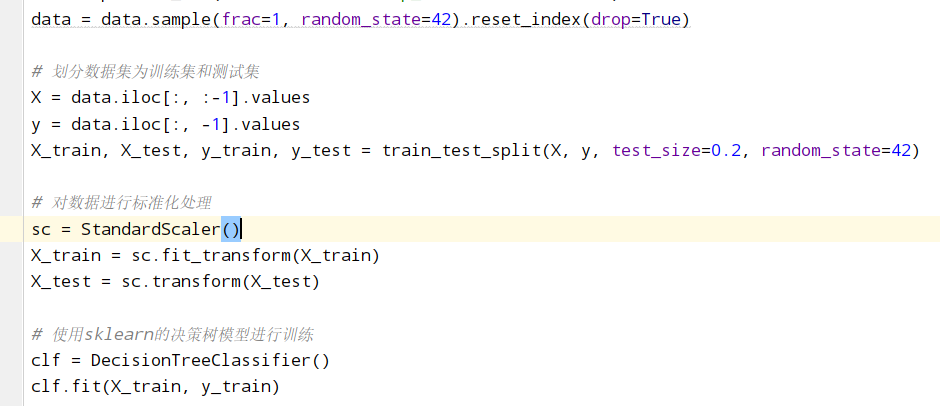 data = data.sample(frac=1, random_state=42).reset_index(drop=True)
# 划分数据集为训练集和测试集
X = data.iloc[:, :-1].values
y = data.iloc[:, -1].values
X_train, X_test, y_train, y_test = train_test_split(X, y, test_size=0.2, random_state=42)
# 对数据进行标准化处理
sc = StandardScaler()
X_train = sc.fit_transform(X_train)
X_test = sc.transform(X_test)
# 使用sklearn的决策树模型进行训练
clf = DecisionTreeClassifier()
clf.fit(X_train, y_train)